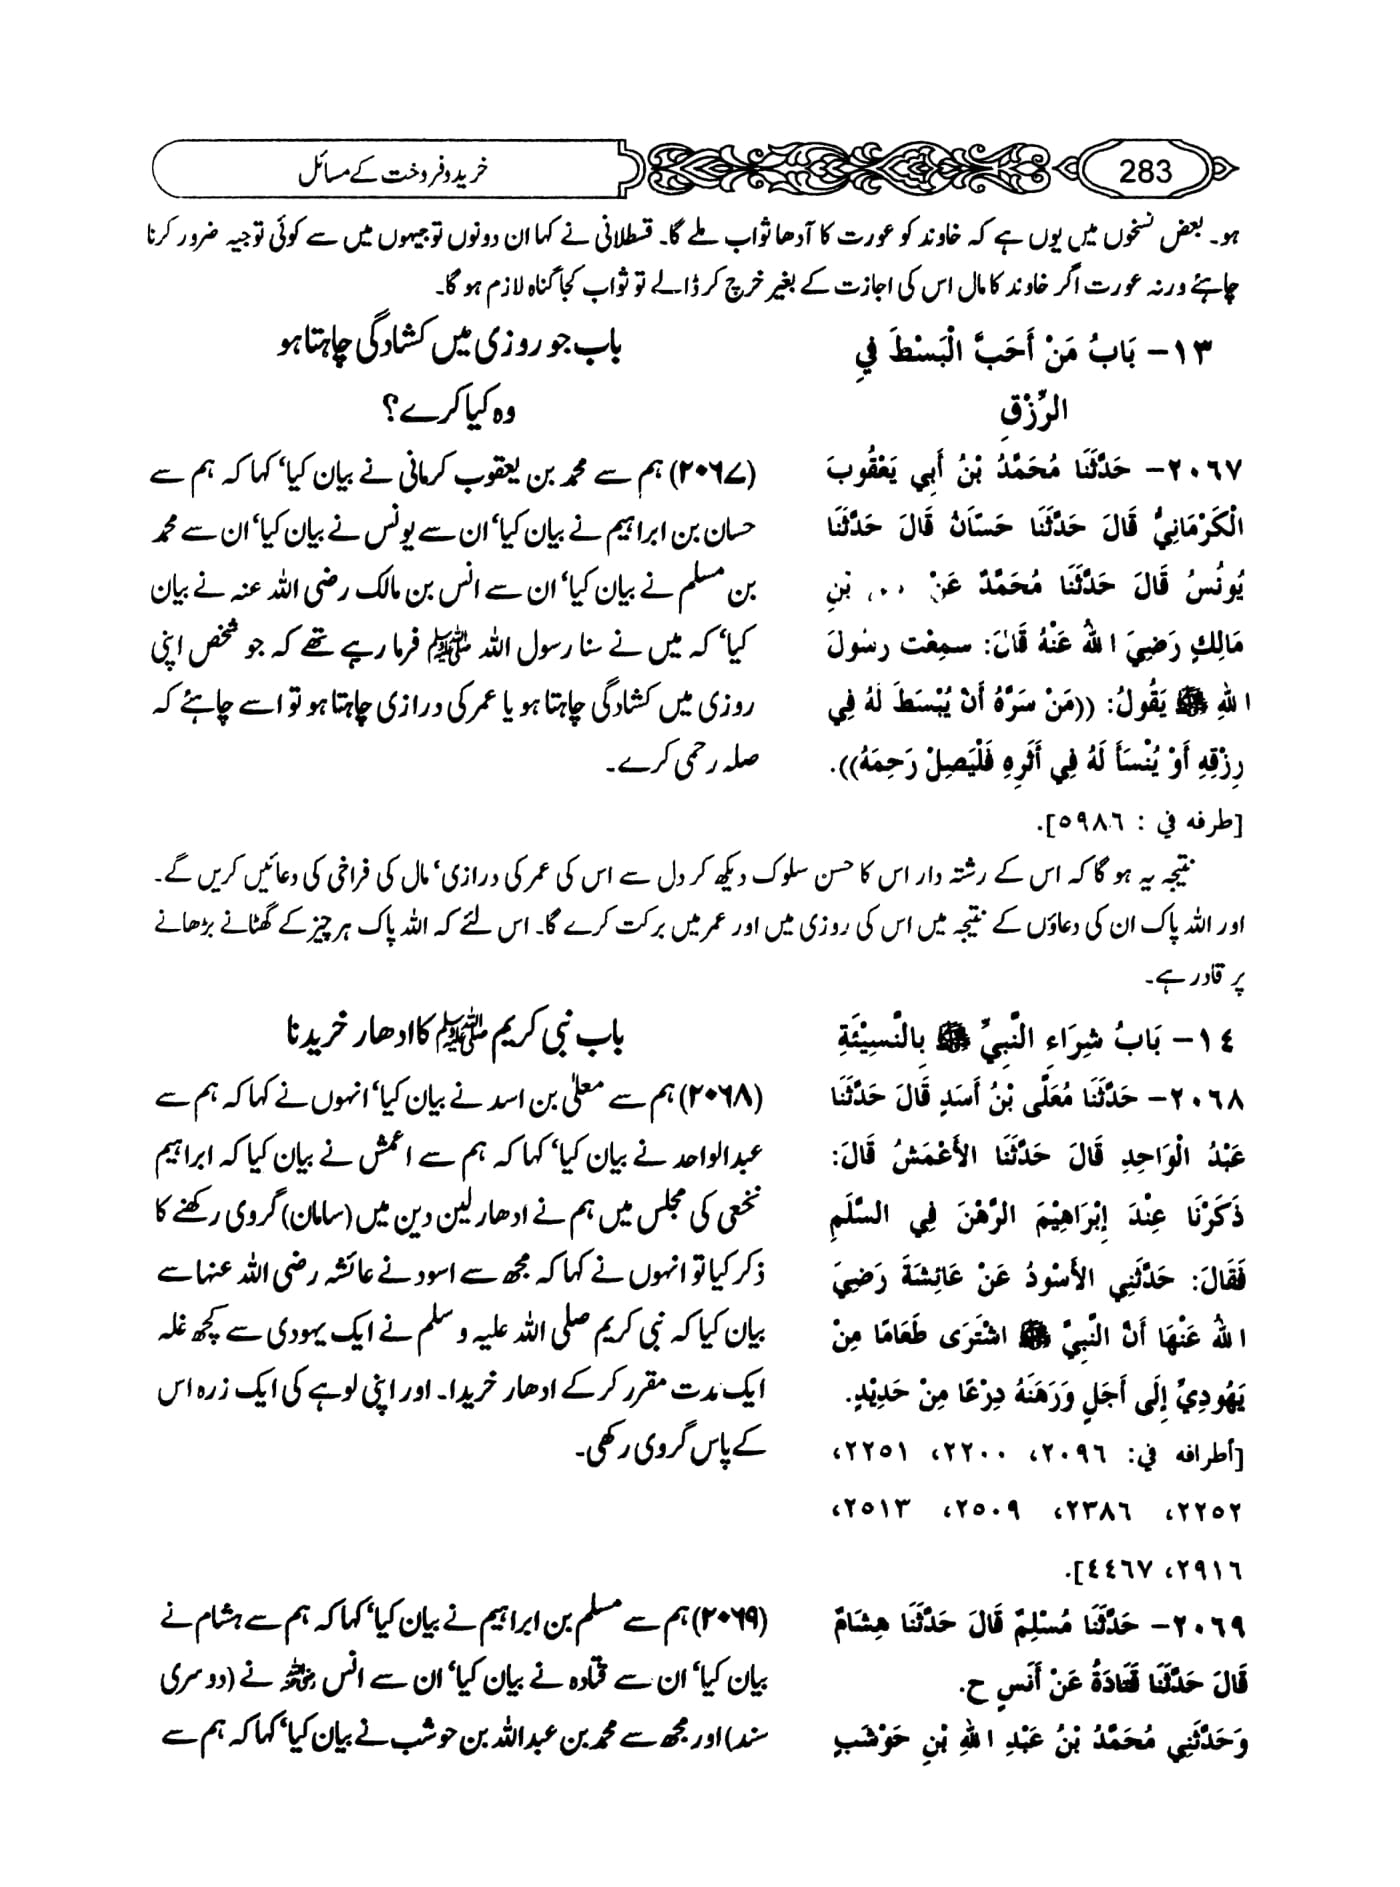 283
خرید و فروخت کے مسائل
ہو۔ بعض نسخوں میں یوں ہے کہ خاوند کو عورت کا آدھا ثواب ملے گا۔ قسطلانی نے کہا ان دونوں توجیہوں میں سے کوئی توجیہ ضرور کرنا
چاہئے ورنہ عورت اگر خاوند کا مال اس کی اجازت کے بغیر خرچ کر ڈالے تو ثواب کجا گناہ لازم ہو گا۔
١٣- بَابُ مَنْ أَحَبَّ الْبَسْطَ فِي
الرِّزْقِ
٢٠٦٧- حَدَّثَنَا مُحَمَّدُ بْنُ أَبِي يَعْقُوبَ
الْكَرْمَانِيُّ قَالَ حَدَّثَنَا حَسَّانُ قَالَ حَدَّثَنَا
يُونُسُ قَالَ حَدَّثَنَا مُحَمَّدٌ عَنْ بْنِ
مَالِكٍ رَضِيَ اللهُ عَنْهُ قَالَ: سمِعْت رسُولَ
اللهِ ﷺ يَقُولُ: ((مَنْ سَرَّهُ أَنْ يُبْسَطَ لَهُ فِي
رِزْقِهِ أَوْ يُنْسَأَ لَهُ فِي أَثَرِهِ فَلْيَصِلْ رَحِمَهُ)).
[طرفه في : ٥٩٨٦].
باب جو روزی میں کشادگی چاہتا ہو
وہ کیا کرے؟
(۲۰۶۷) ہم سے محمد بن یعقوب کرمانی نے بیان کیا‘ کہا کہ ہم سے
حسان بن ابراہیم نے بیان کیا‘ ان سے یونس نے بیان کیا‘ ان سے محمد
بن مسلم نے بیان کیا‘ ان سے انس بن مالک رضی اللہ عنہ نے بیان
کیا‘ کہ میں نے سنا رسول اللہ ﷺ فرما رہے تھے کہ جو شخص اپنی
روزی میں کشادگی چاہتا ہو یا عمر کی درازی چاہتا ہو تو اسے چاہئے کہ
صلہ رحمی کرے۔
نتیجہ یہ ہو گا کہ اس کے رشتہ دار اس کا حسن سلوک دیکھ کر دل سے اس کی عمر کی درازی‘ مال کی فراخی کی دعائیں کریں گے۔
اور اللہ پاک ان کی دعاؤں کے نتیجہ میں اس کی روزی میں اور عمر میں برکت کرے گا۔ اس لئے کہ اللہ پاک ہر چیز کے گھٹانے بڑھانے
پر قادر ہے۔
١٤- بَابُ شِرَاءِ النَّبِيِّ ﷺ بِالنَّسِيْئَةِ
٢٠٦٨- حَدَّثَنَا مُعَلَّى بْنُ أَسَدٍ قَالَ حَدَّثَنَا
عَبْدُ الْوَاحِدِ قَالَ حَدَّثَنَا الأَعْمَشُ قَالَ:
ذَكَرْنَا عِنْدَ إِبْرَاهِيْمَ الرَّهْنَ فِي السَّلَمِ
فَقَالَ: حَدَّثَنِي الأَسْوَدُ عَنْ عَائِشَةَ رَضِيَ
اللهُ عَنْهَا أَنَّ النَّبِيَّ ﷺ اشْتَرَى طَعَامًا مِنْ
يَهُودِيٍّ إِلَى أَجَلٍ وَرَهَنَهُ دِرْعًا مِنْ حَدِيْدٍ.
[أطرافه في: ٢٠٩٦، ٢٢٠٠، ٢٢٥١،
٢٢٥٢، ٢٣٨٦، ٢٥٠٩، ٢٥١٣،
٢٩١٦، ٤٤٦٧].
باب نبی کریم ﷺ کا ادھار خریدنا
(۲۰۶۸) ہم سے معلیٰ بن اسد نے بیان کیا‘ انہوں نے کہا کہ ہم سے
عبدالواحد نے بیان کیا‘ کہا کہ ہم سے اعمش نے بیان کیا کہ ابراہیم
نخعی کی مجلس میں ہم نے ادھار لین دین میں (سامان) گروی رکھنے کا
ذکر کیا تو انہوں نے کہا کہ مجھ سے اسود نے عائشہ رضی اللہ عنہا سے
بیان کیا کہ نبی کریم صلی اللہ علیہ و سلم نے ایک یہودی سے کچھ غلہ
ایک مدت مقرر کر کے ادھار خریدا۔ اور اپنی لوہے کی ایک زرہ اس
کے پاس گروی رکھی۔
٢٠٦٩- حَدَّثَنَا مُسْلِمٌ قَالَ حَدَّثَنَا هِشَامٌ
قَالَ حَدَّثَنَا قَتَادَةُ عَنْ أَنَسٍ ح.
وَحَدَّثَنِي مُحَمَّدُ بْنُ عَبْدِ اللهِ بْنِ حَوْشَبٍ
(۲۰۶۹) ہم سے مسلم بن ابراہیم نے بیان کیا‘ کہا کہ ہم سے ہشام نے
بیان کیا‘ ان سے قتادہ نے بیان کیا‘ ان سے انس رضی اللہ عنہ نے (دوسری
سند) اور مجھ سے محمد بن عبداللہ بن حوشب نے بیان کیا‘ کہا کہ ہم سے